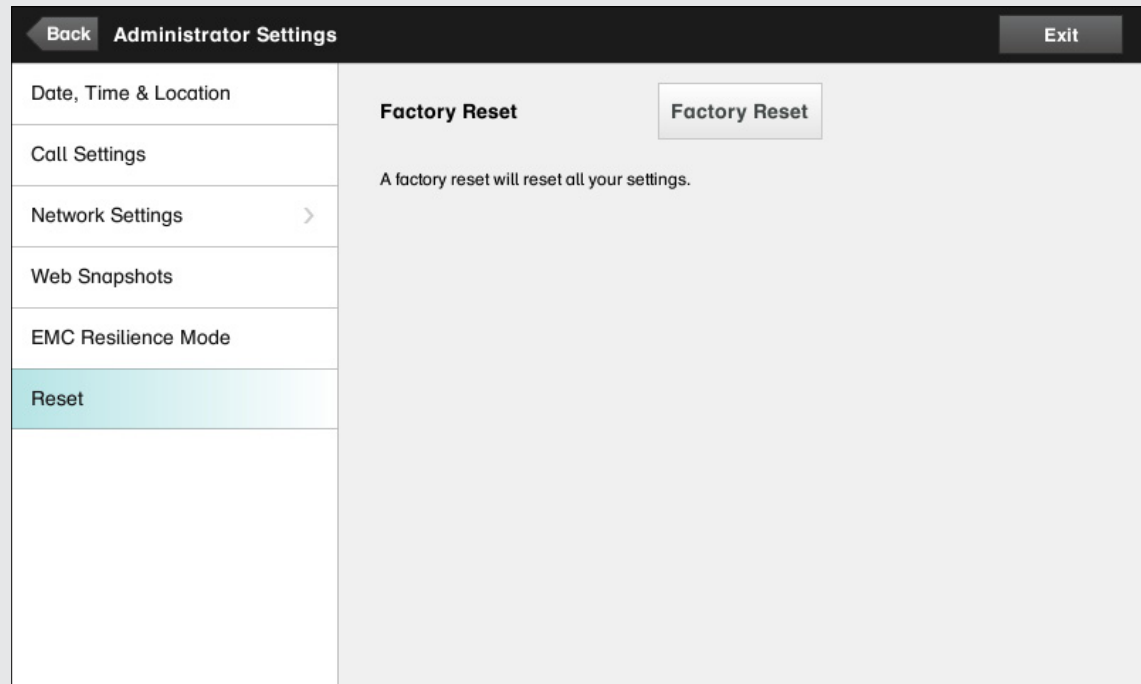 Back Administrator Settings Exit
Date, Time & Location
Call Settings
Network Settings
Web Snapshots
EMC Resilience Mode
Reset
Factory Reset Factory Reset
A factory reset will reset all your settings.